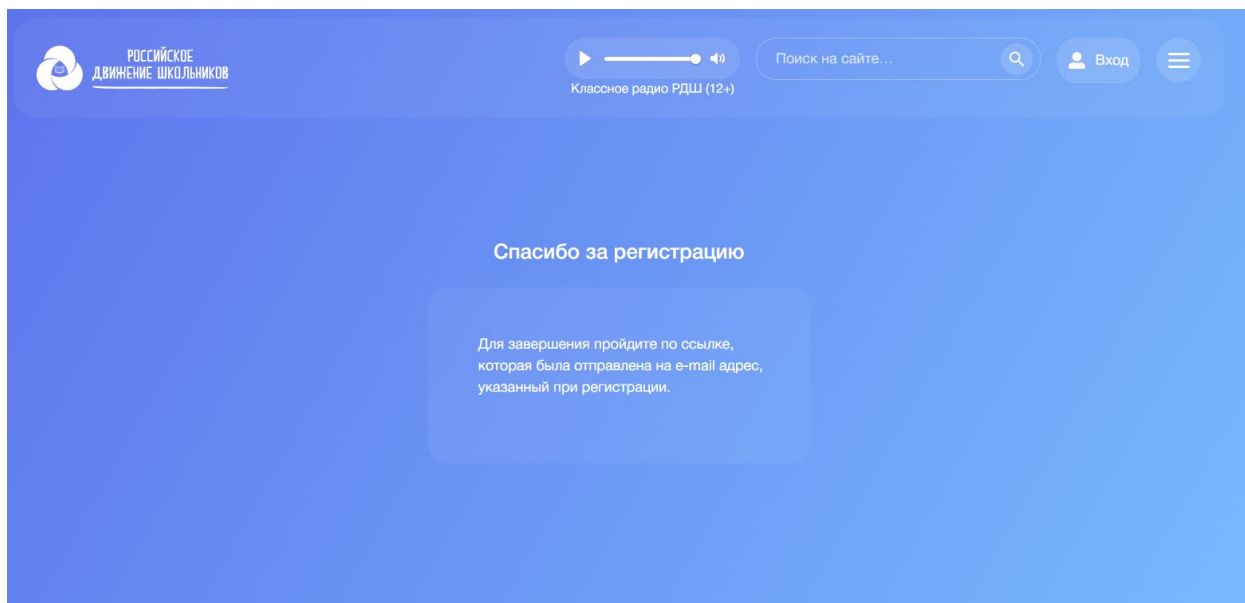 РОССИЙСКОЕ
ДВИЖЕНИЕ ШКОЛЬНИКОВ
Классное радио РДШ (12+)
Поиск на сайте...
Вход
Спасибо за регистрацию
Для завершения пройдите по ссылке,
которая была отправлена на e-mail адрес,
указанный при регистрации.